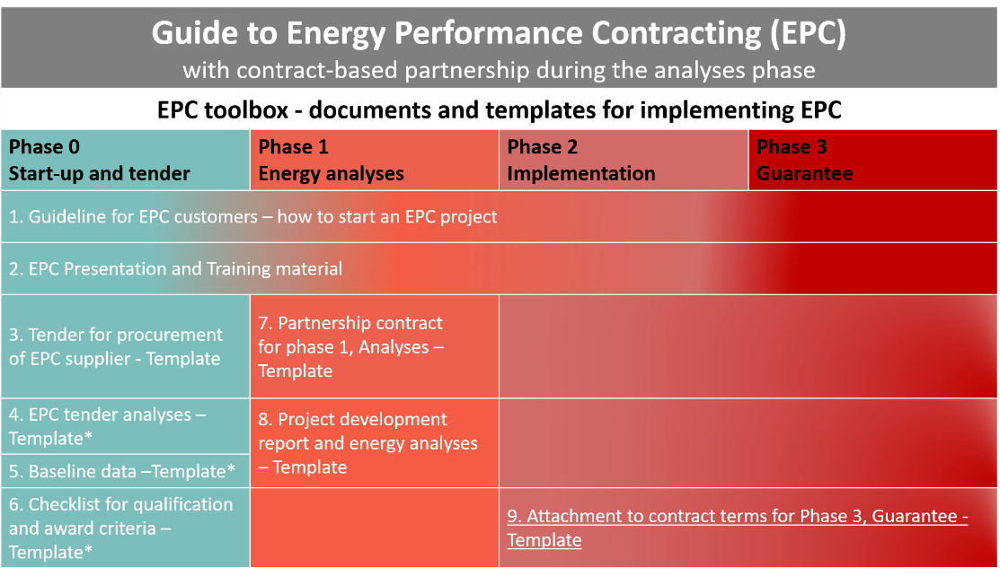 Guide to Energy Performance Contracting (EPC)
with contract-based partnership during the analyses phase
EPC toolbox - documents and templates for implementing EPC
Phase 0
Start-up and tender
Phase 1
Energy analyses
Phase 2
Implementation
Phase 3
Guarantee
1. Guideline for EPC customers – how to start an EPC project
2. EPC Presentation and Training material
3. Tender for procurement
of EPC supplier - Template
7. Partnership contract
for phase 1, Analyses –
Template
4. EPC tender analyses –
Template*
5. Baseline data –Template*
8. Project development
report and energy analyses
– Template
6. Checklist for qualification
and award criteria –
Template*
9. Attachment to contract terms for Phase 3, Guarantee -
Template